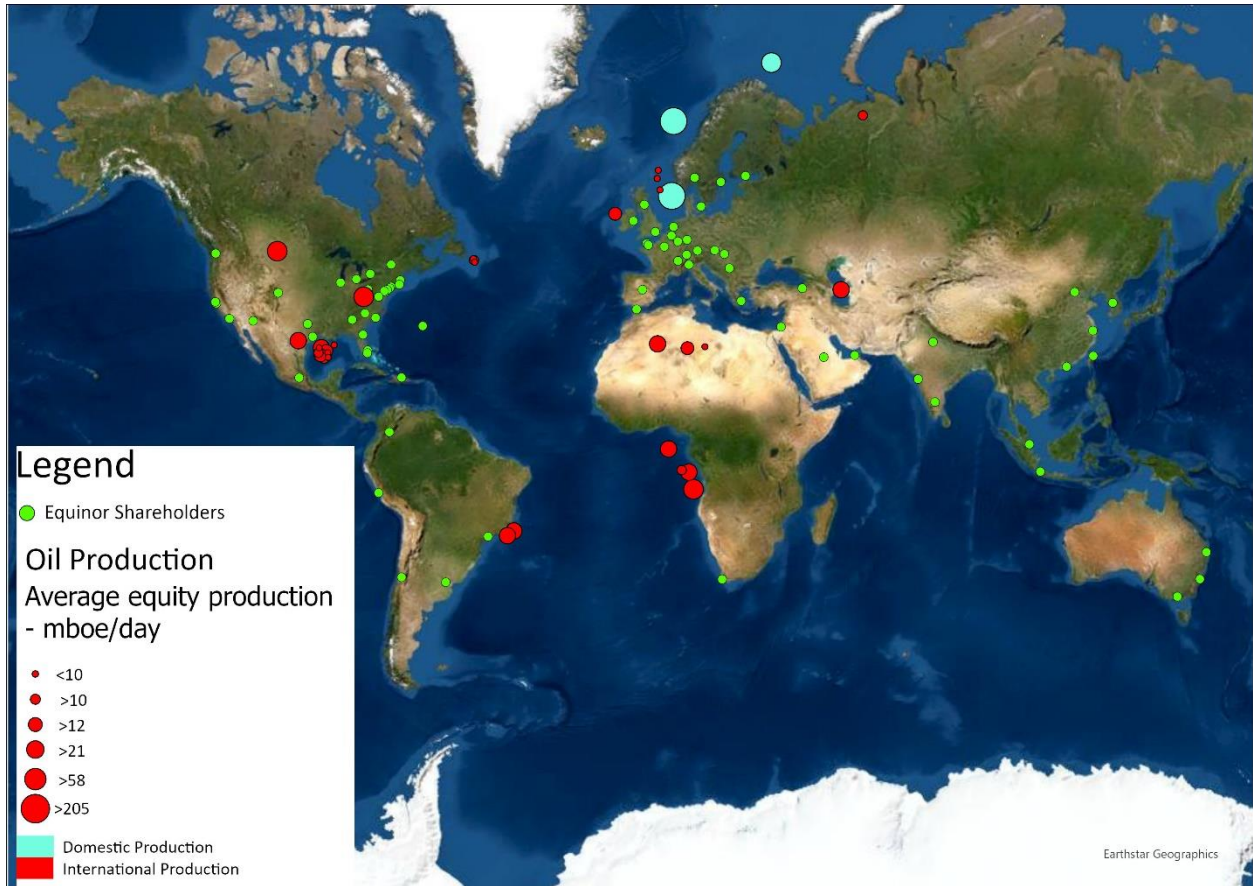 Legend
Equinor Shareholders
Oil Production
Average equity production
- mboe/day
<10
>10
>12
>21
>58
>205
Domestic Production
International Production
Earthstar Geographics